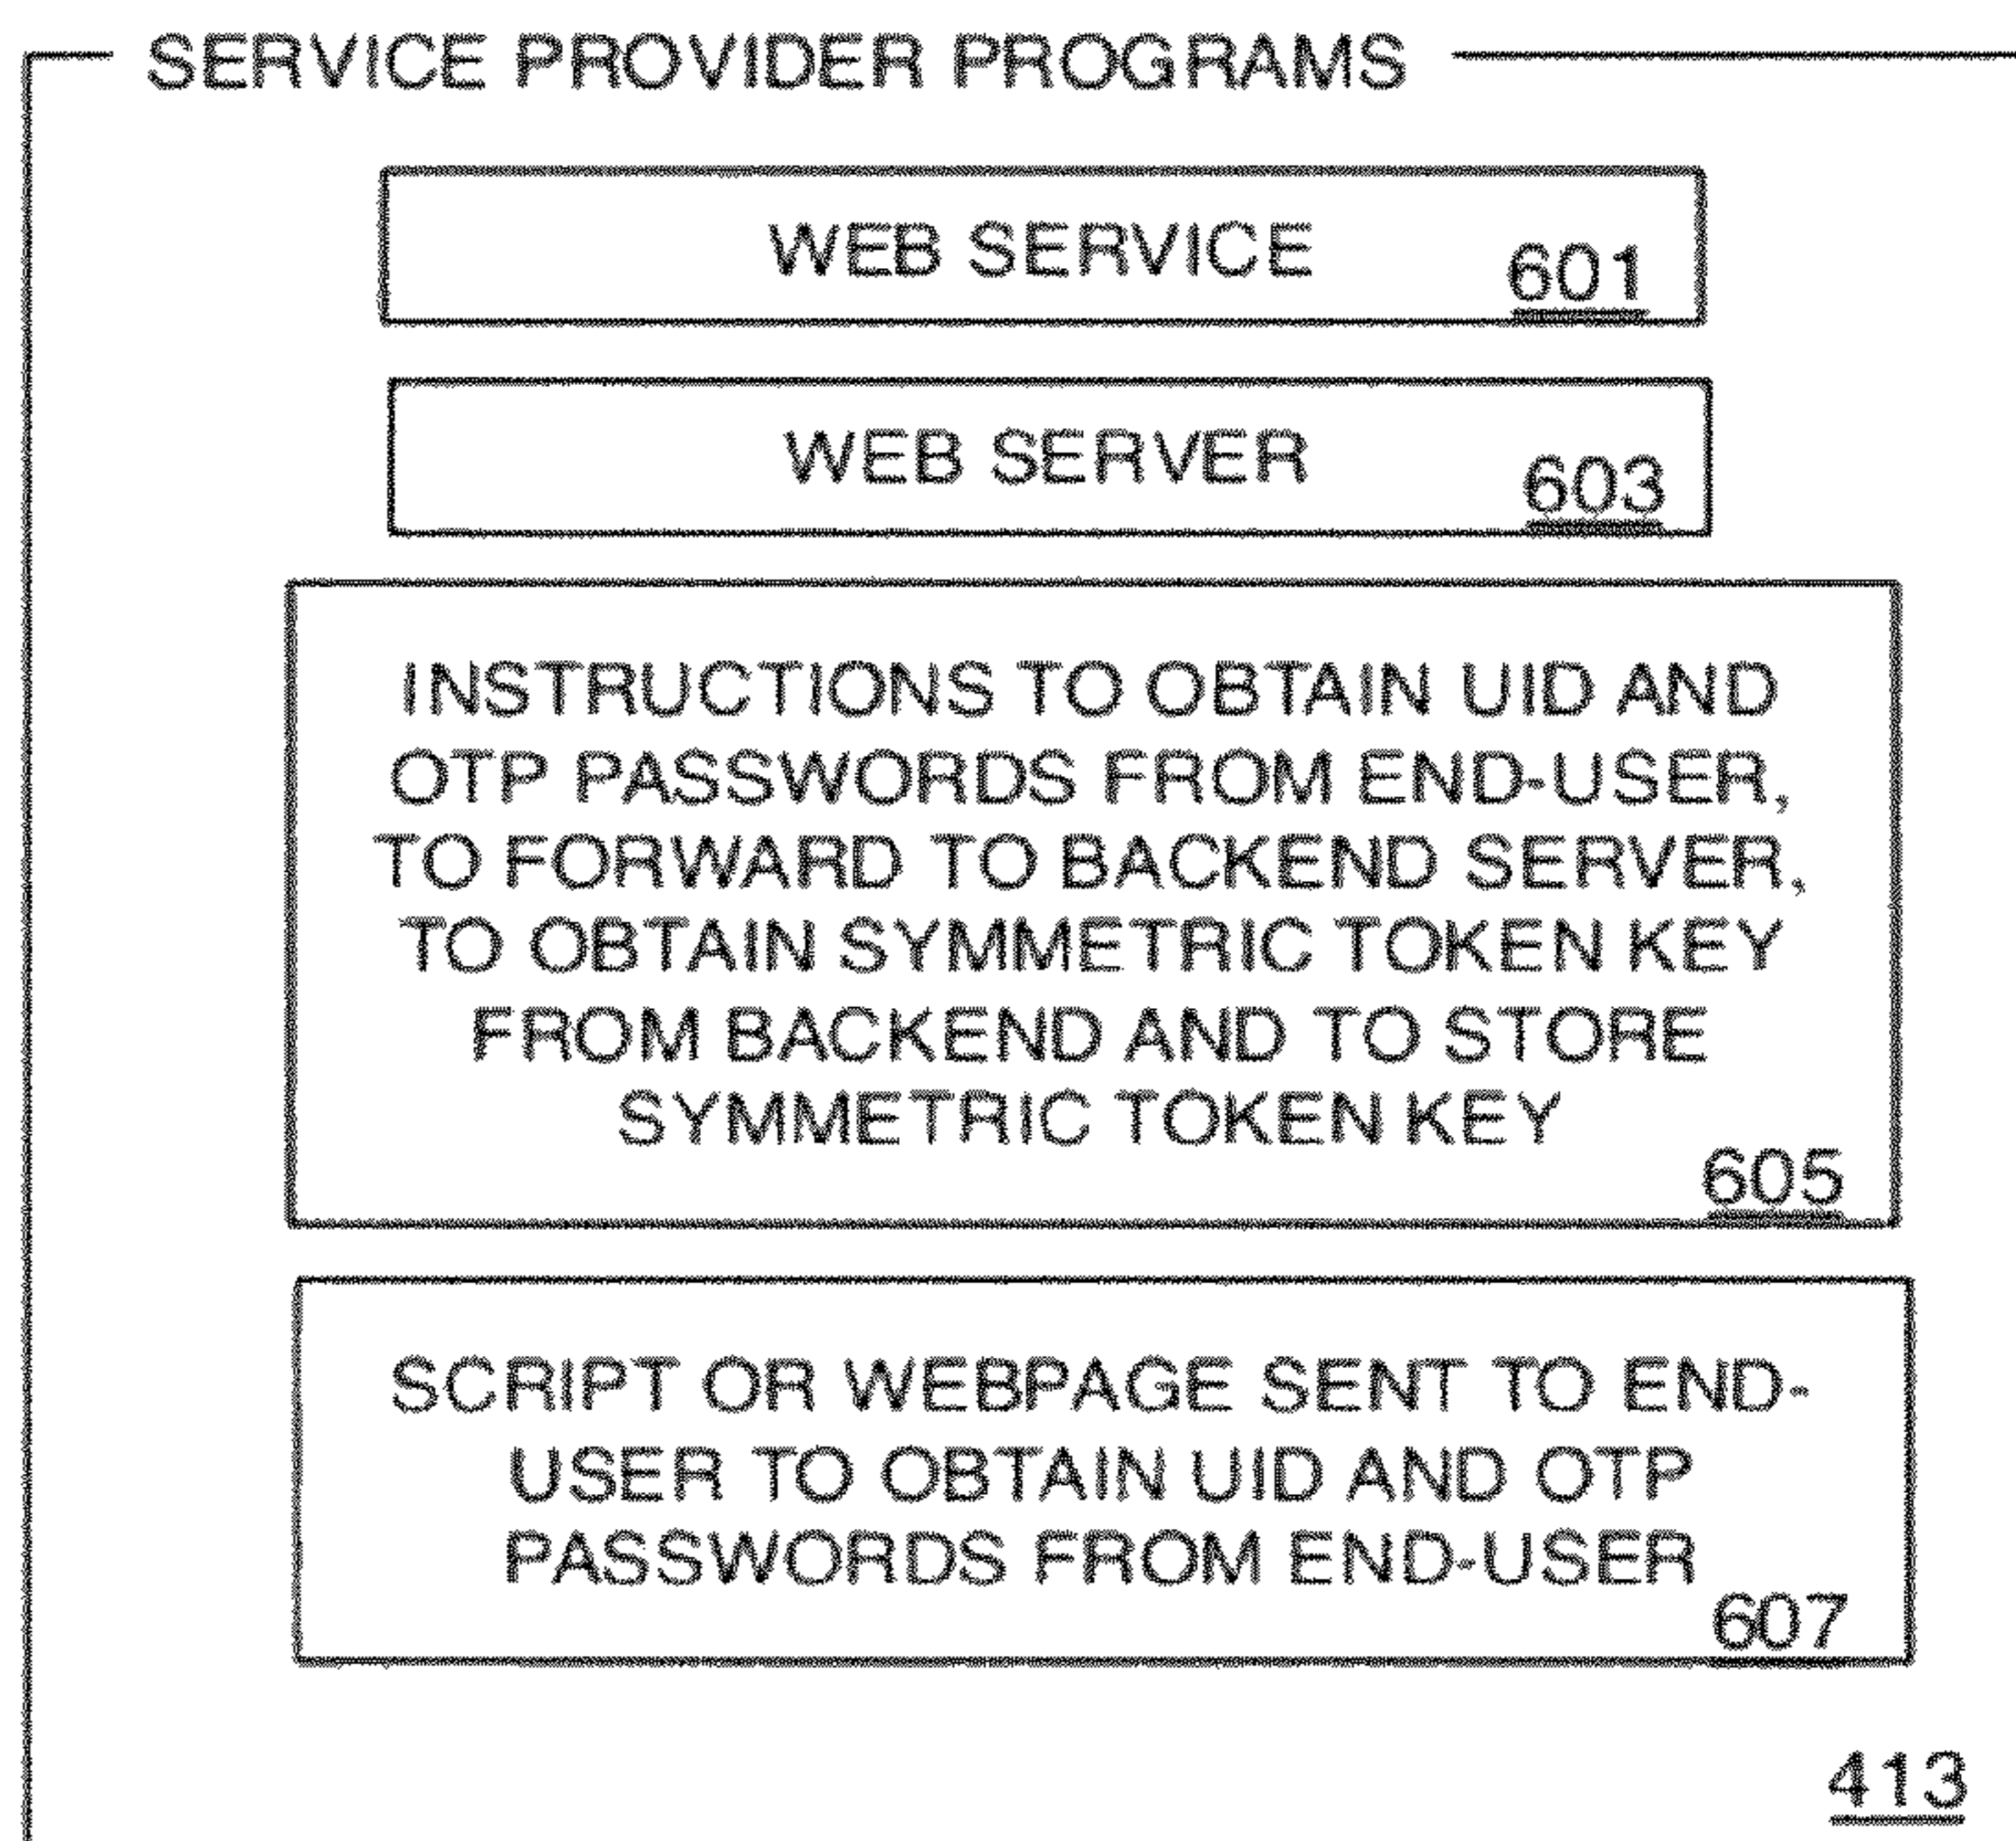 SERVICE PROVIDER PROGRAMS
WEB SERVICE
601
WEB SERVER
603
INSTRUCTIONS TO OBTAIN UID AND
OTP PASSWORDS FROM END-USER,
TO FORWARD TO BACKEND SERVER,
TO OBTAIN SYMMETRIC TOKEN KEY
FROM BACKEND AND TO STORE
SYMMETRIC TOKEN KEY
605
SCRIPT OR WEBPAGE SENT TO END-
USER TO OBTAIN UID AND OTP
PASSWORDS FROM END-USER
607
413